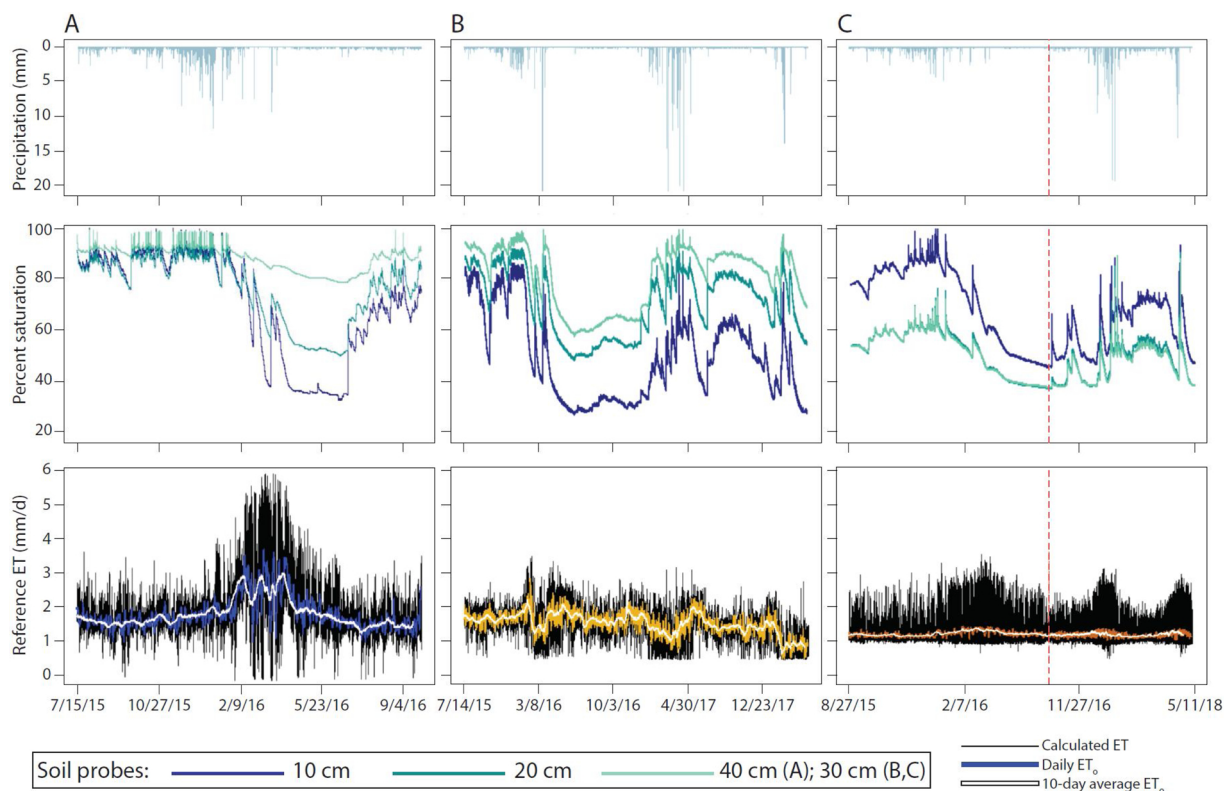 A B C
Precipitation (mm)
0
5
10
15
20
Percent saturation
100
80
60
40
20
Reference ET (mm/d)
6
5
4
3
2
1
0
7/15/15 10/27/15 2/9/16 5/23/16 9/4/16
7/14/15 3/8/16 10/3/16 4/30/17 12/23/17
8/27/15 2/7/16 11/27/16 5/11/18
Soil probes: 10 cm 20 cm 40 cm (A); 30 cm (B,C)
Calculated ET
Daily ETo
10-day average ETo